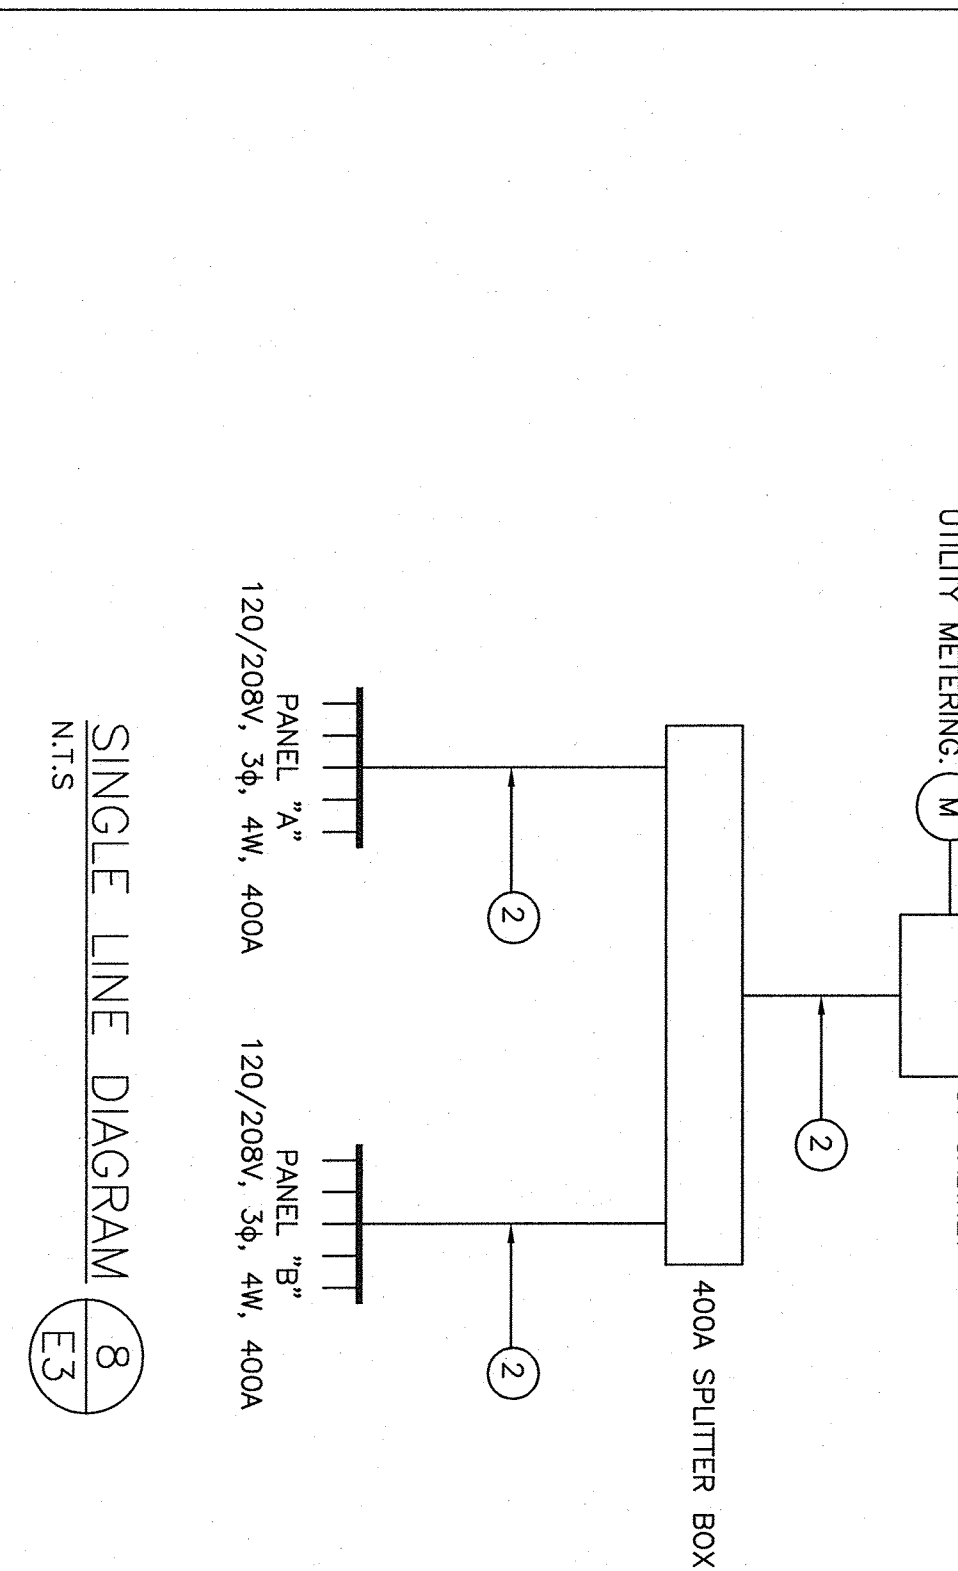 UTILITY METERING.
M
2
400A SPLITTER BOX
2
2
PANEL "A"
120/208V, 3ϕ, 4W, 400A
PANEL "B"
120/208V, 3ϕ, 4W, 400A
SINGLE LINE DIAGRAM
N.T.S
8
E3